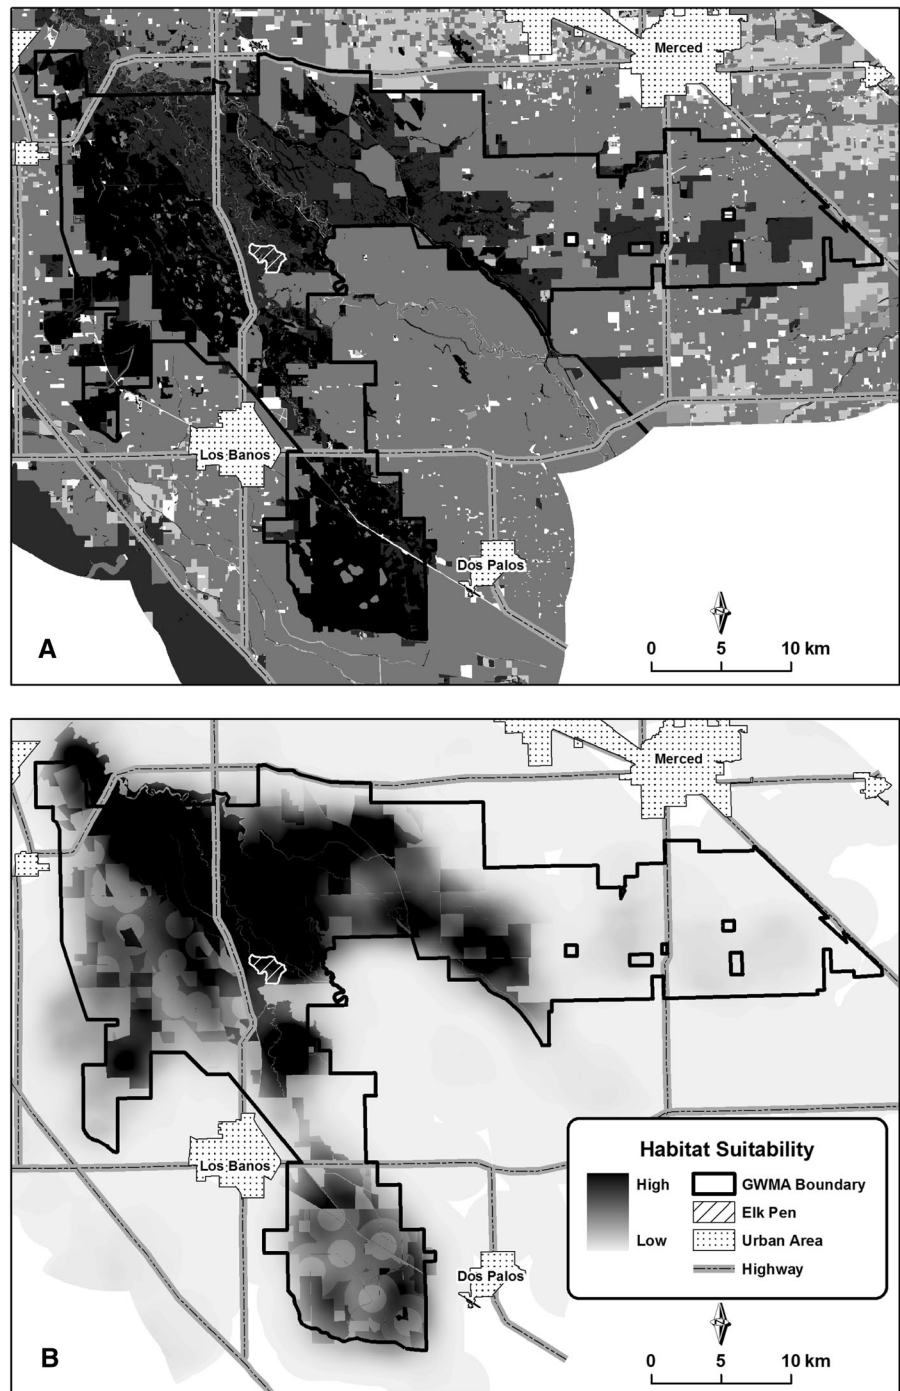 Merced
Los Banos
Dos Palos
A
0 5 10 km
Merced
Los Banos
Dos Palos
Habitat Suitability
High
Low
GWMA Boundary
Elk Pen
Urban Area
Highway
B
0 5 10 km